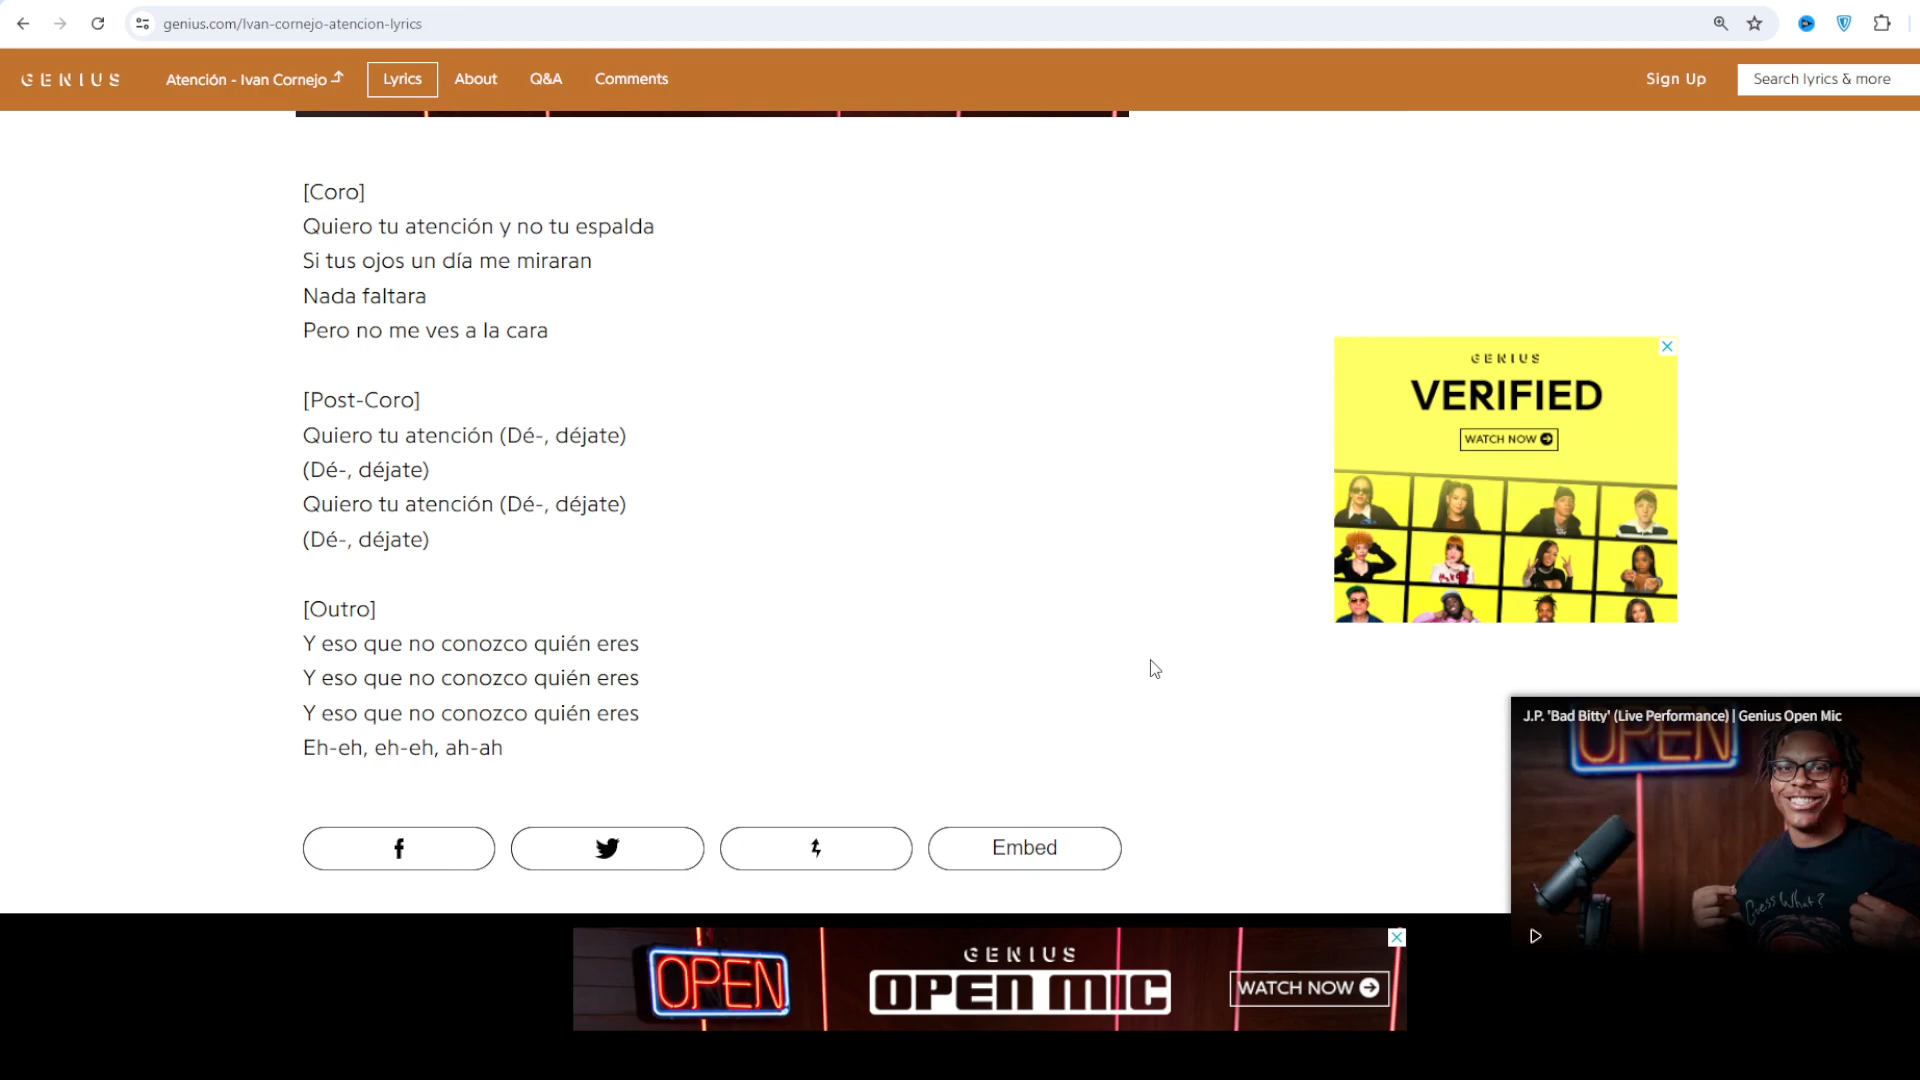 genius.com/Ivan-cornejo-atencion-lyrics
GENIUS
Atención - Ivan Cornejo
Lyrics
About
Q&A
Comments
Sign Up
Search lyrics & more
[Coro]
Quiero tu atención y no tu espalda
Si tus ojos un día me miraran
Nada faltara
Pero no me ves a la cara
[Post-Coro]
Quiero tu atención (Dé-, déjate)
(Dé-, déjate)
Quiero tu atención (Dé-, déjate)
(Dé-, déjate)
[Outro]
Y eso que no conozco quién eres
Y eso que no conozco quién eres
Y eso que no conozco quién eres
Eh-eh, eh-eh, ah-ah
Embed
GENIUS
VERIFIED
WATCH NOW
J.P. 'Bad Bitty' (Live Performance) | Genius Open Mic
OPEN
Guess What?
OPEN
GENIUS
OPEN MIC
WATCH NOW